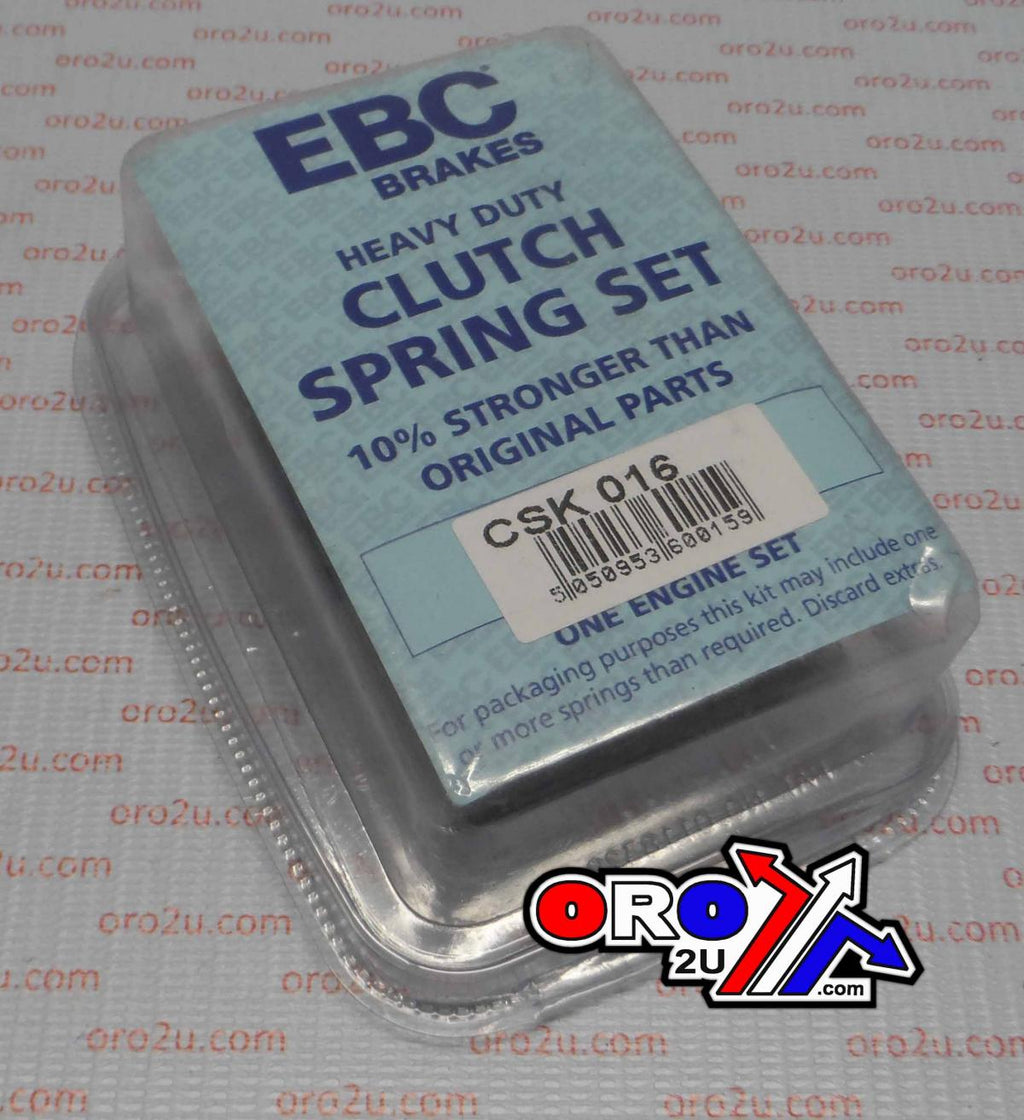 EBC
BRAKES
HEAVY DUTY
CLUTCH
SPRING SET
10% STRONGER THAN
ORIGINAL PARTS
CSK 016
5 050953 600159
ONE ENGINE SET
For packaging purposes this kit may include one
or more springs than required. Discard extras.
ORO
2U
.com
oro2u.com